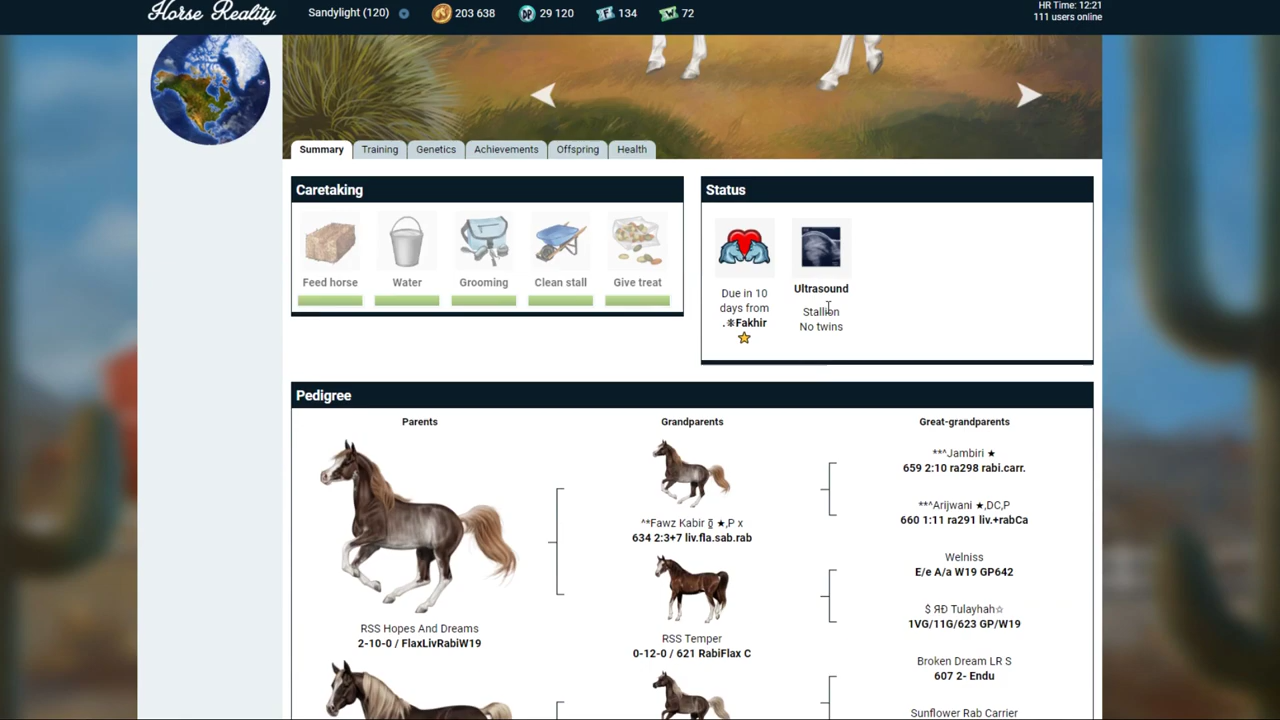 Horse Reality
Sandylight (120)
203 638
DP
29 120
134
72
HR Time: 12:21
111 users online
Summary
Training
Genetics
Achievements
Offspring
Health
Caretaking
Feed horse
Water
Grooming
Clean stall
Give treat
Status
Due in 10
days from
.⋇Fakhir
Ultrasound
Stallion
No twins
Pedigree
Parents
Grandparents
Great-grandparents
RSS Hopes And Dreams
2-10-0 / FlaxLivRabiW19
^*Fawz Kabir ⁠ ★,P x
634 2:3+7 liv.fla.sab.rab
RSS Temper
0-12-0 / 621 RabiFlax C
**^Jambiri ★
659 2:10 ra298 rabi.carr.
**^Arijwani ★,DC,P
660 1:11 ra291 liv.+rabCa
Welniss
E/e A/a W19 GP642
$ ЯĐ Tulayhah☆
1VG/11G/623 GP/W19
Broken Dream LR S
607 2- Endu
Sunflower Rab Carrier